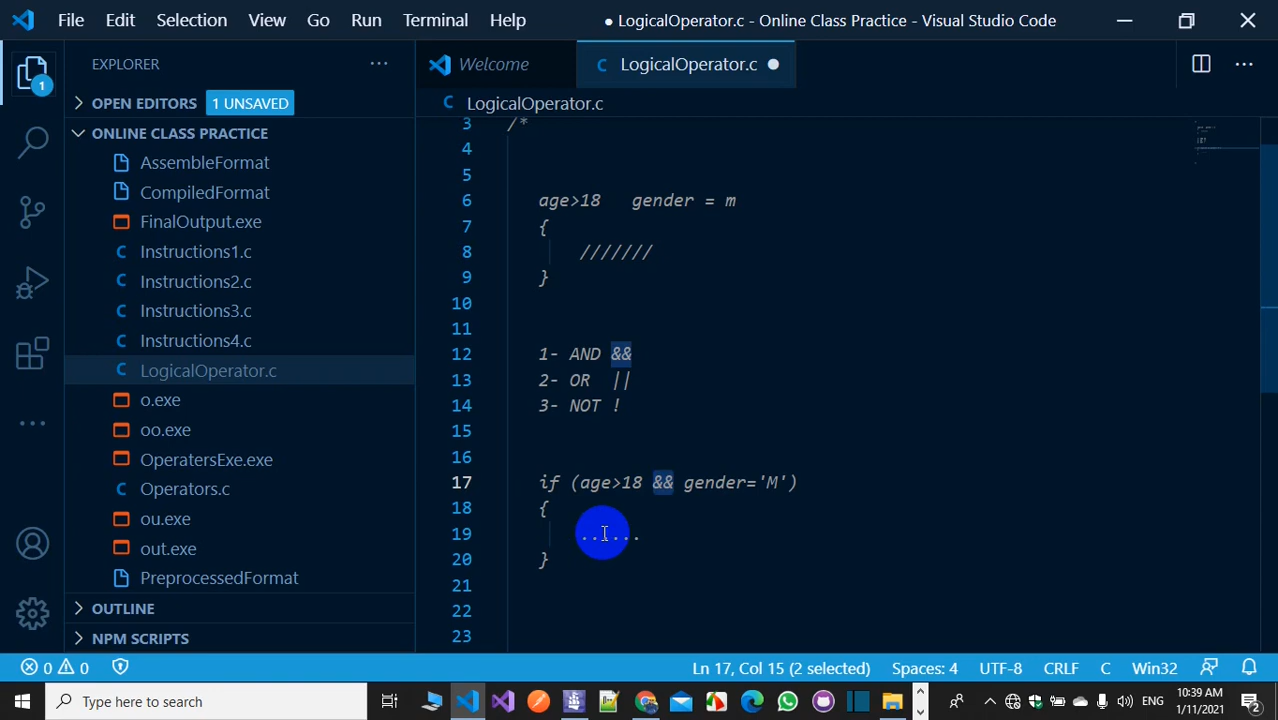 File Edit Selection View Go Run Terminal Help
● LogicalOperator.c - Online Class Practice - Visual Studio Code
EXPLORER
Welcome
C LogicalOperator.c
OPEN EDITORS 1 UNSAVED
C LogicalOperator.c
ONLINE CLASS PRACTICE
AssembleFormat
CompiledFormat
FinalOutput.exe
C Instructions1.c
C Instructions2.c
C Instructions3.c
C Instructions4.c
C LogicalOperator.c
o.exe
oo.exe
OperatersExe.exe
C Operators.c
ou.exe
out.exe
PreprocessedFormat
OUTLINE
NPM SCRIPTS
1
3 /*
4
5
6 age>18 gender = m
7 {
8 ///////
9 }
10
11
12 1- AND &&
13 2- OR ||
14 3- NOT !
15
16
17 if (age>18 && gender='M')
18 {
19 ......
20 }
21
22
23
0 0
Ln 17, Col 15 (2 selected) Spaces: 4 UTF-8 CRLF C Win32
Type here to search
ENG
10:39 AM
1/11/2021
2